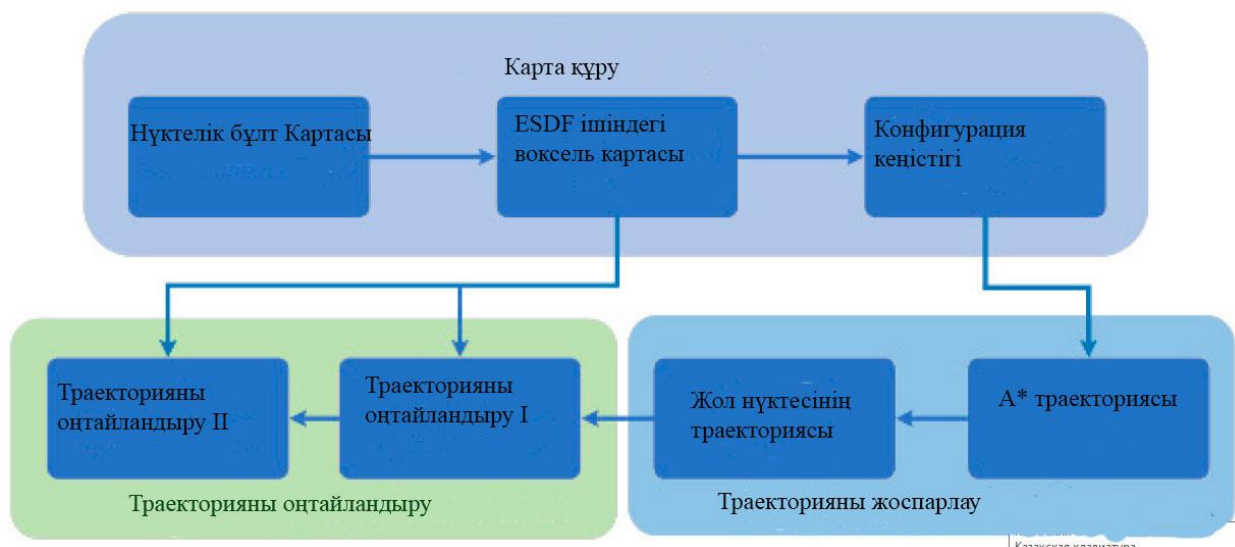 Карта құру
Нүктелік бұлт Картасы
ESDF ішіндегі
воксель картасы
Конфигурация
кеңістігі
Траекторияны
оңтайландыру II
Траекторияны
оңтайландыру I
Жол нүктесінің
траекториясы
А* траекториясы
Траекторияны оңтайландыру
Траекторияны жоспарлау